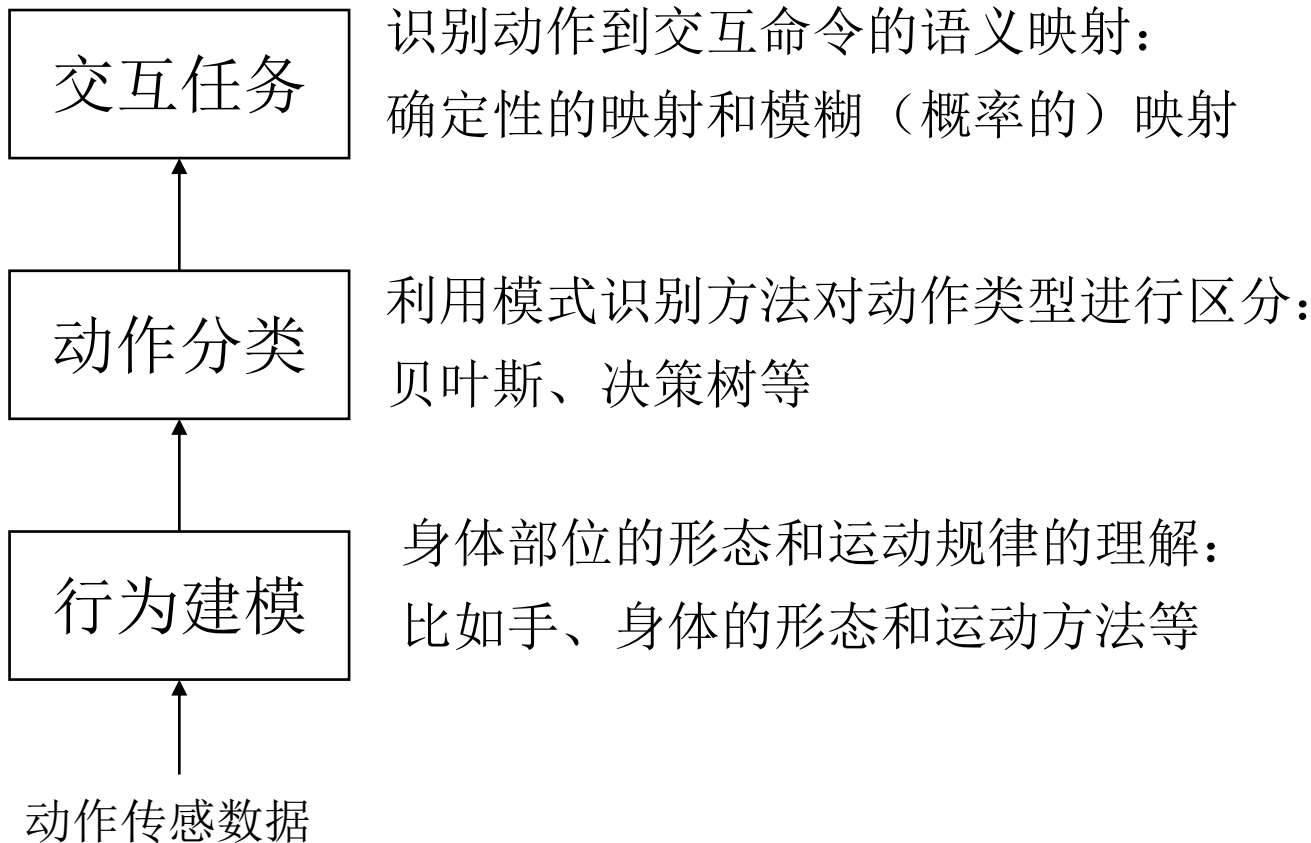 交互任务
识别动作到交互命令的语义映射：
确定性的映射和模糊（概率的）映射
动作分类
利用模式识别方法对动作类型进行区分：
贝叶斯、决策树等
行为建模
身体部位的形态和运动规律的理解：
比如手、身体的形态和运动方法等
动作传感数据